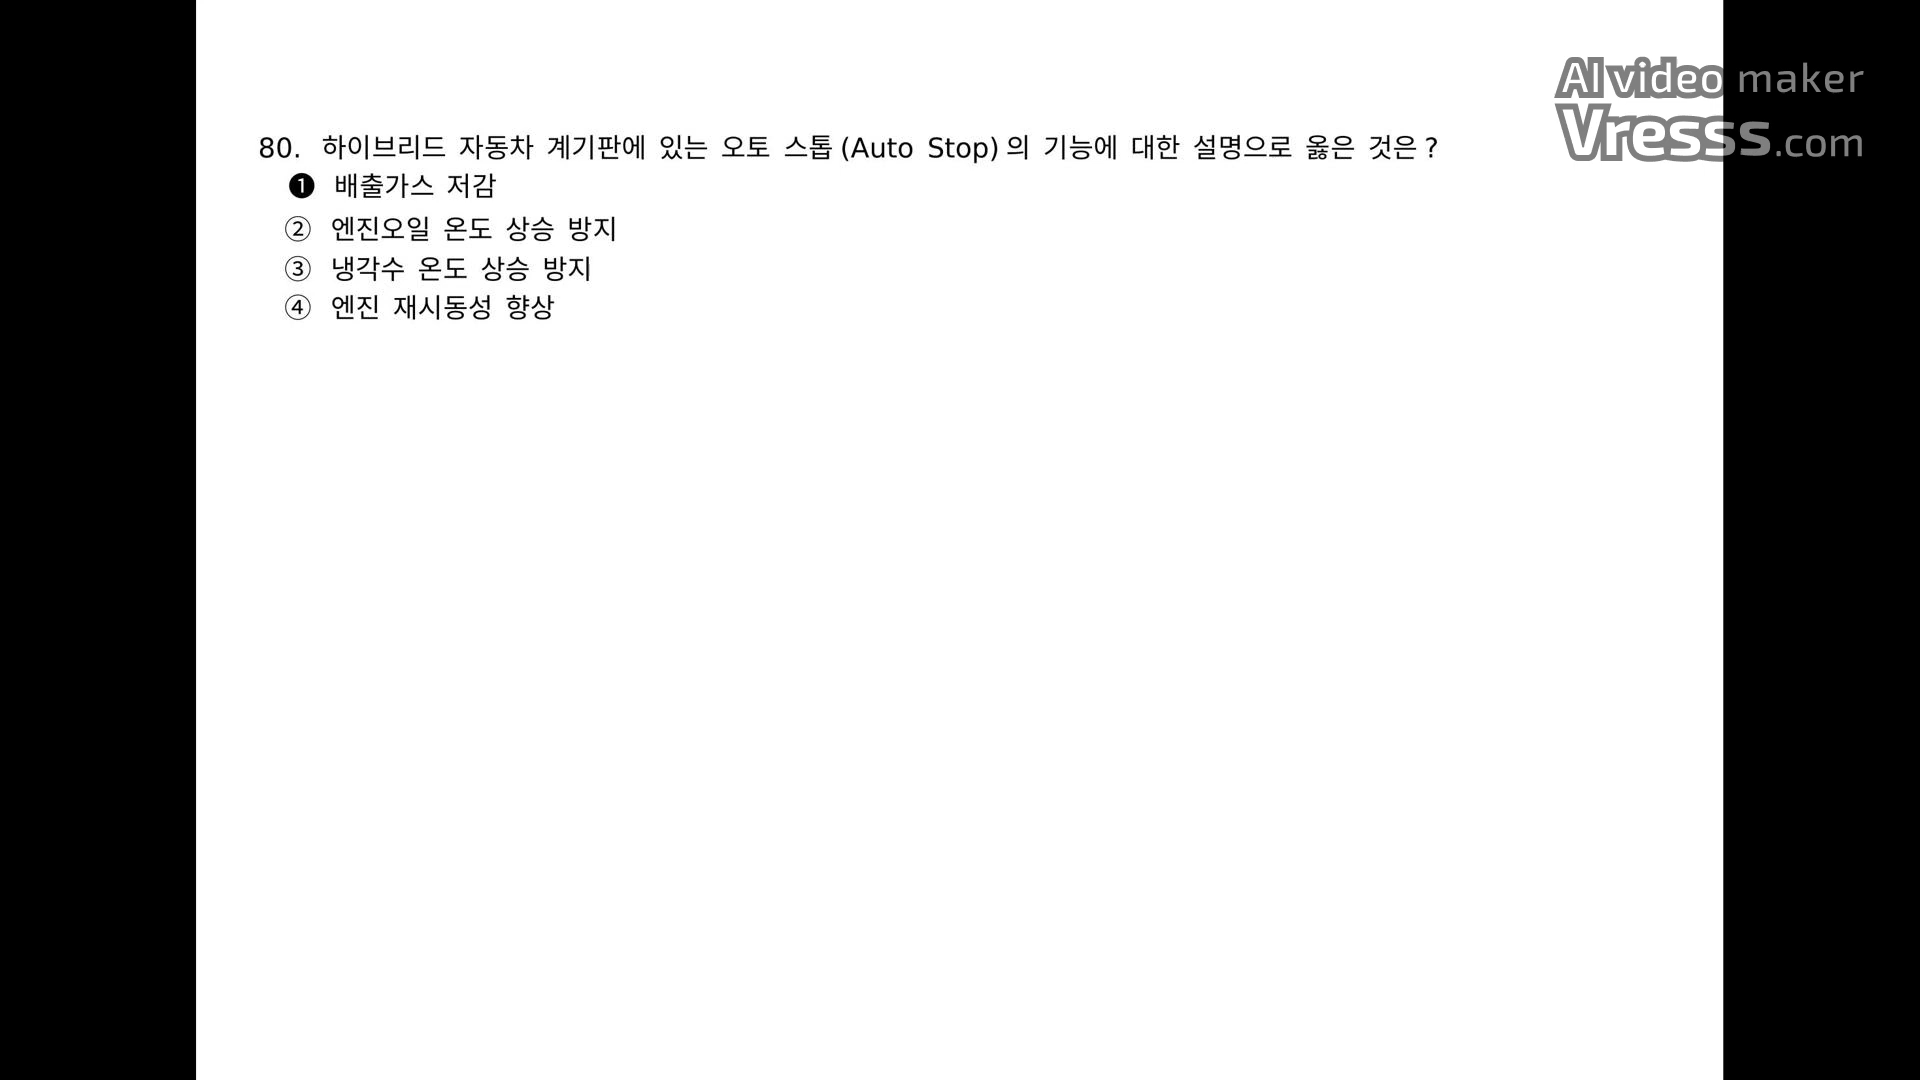 AI video maker
Vresss.com
80. 하이브리드 자동차 계기판에 있는 오토 스톱(Auto Stop)의 기능에 대한 설명으로 옳은 것은?
❶ 배출가스 저감
② 엔진오일 온도 상승 방지
③ 냉각수 온도 상승 방지
④ 엔진 재시동성 향상